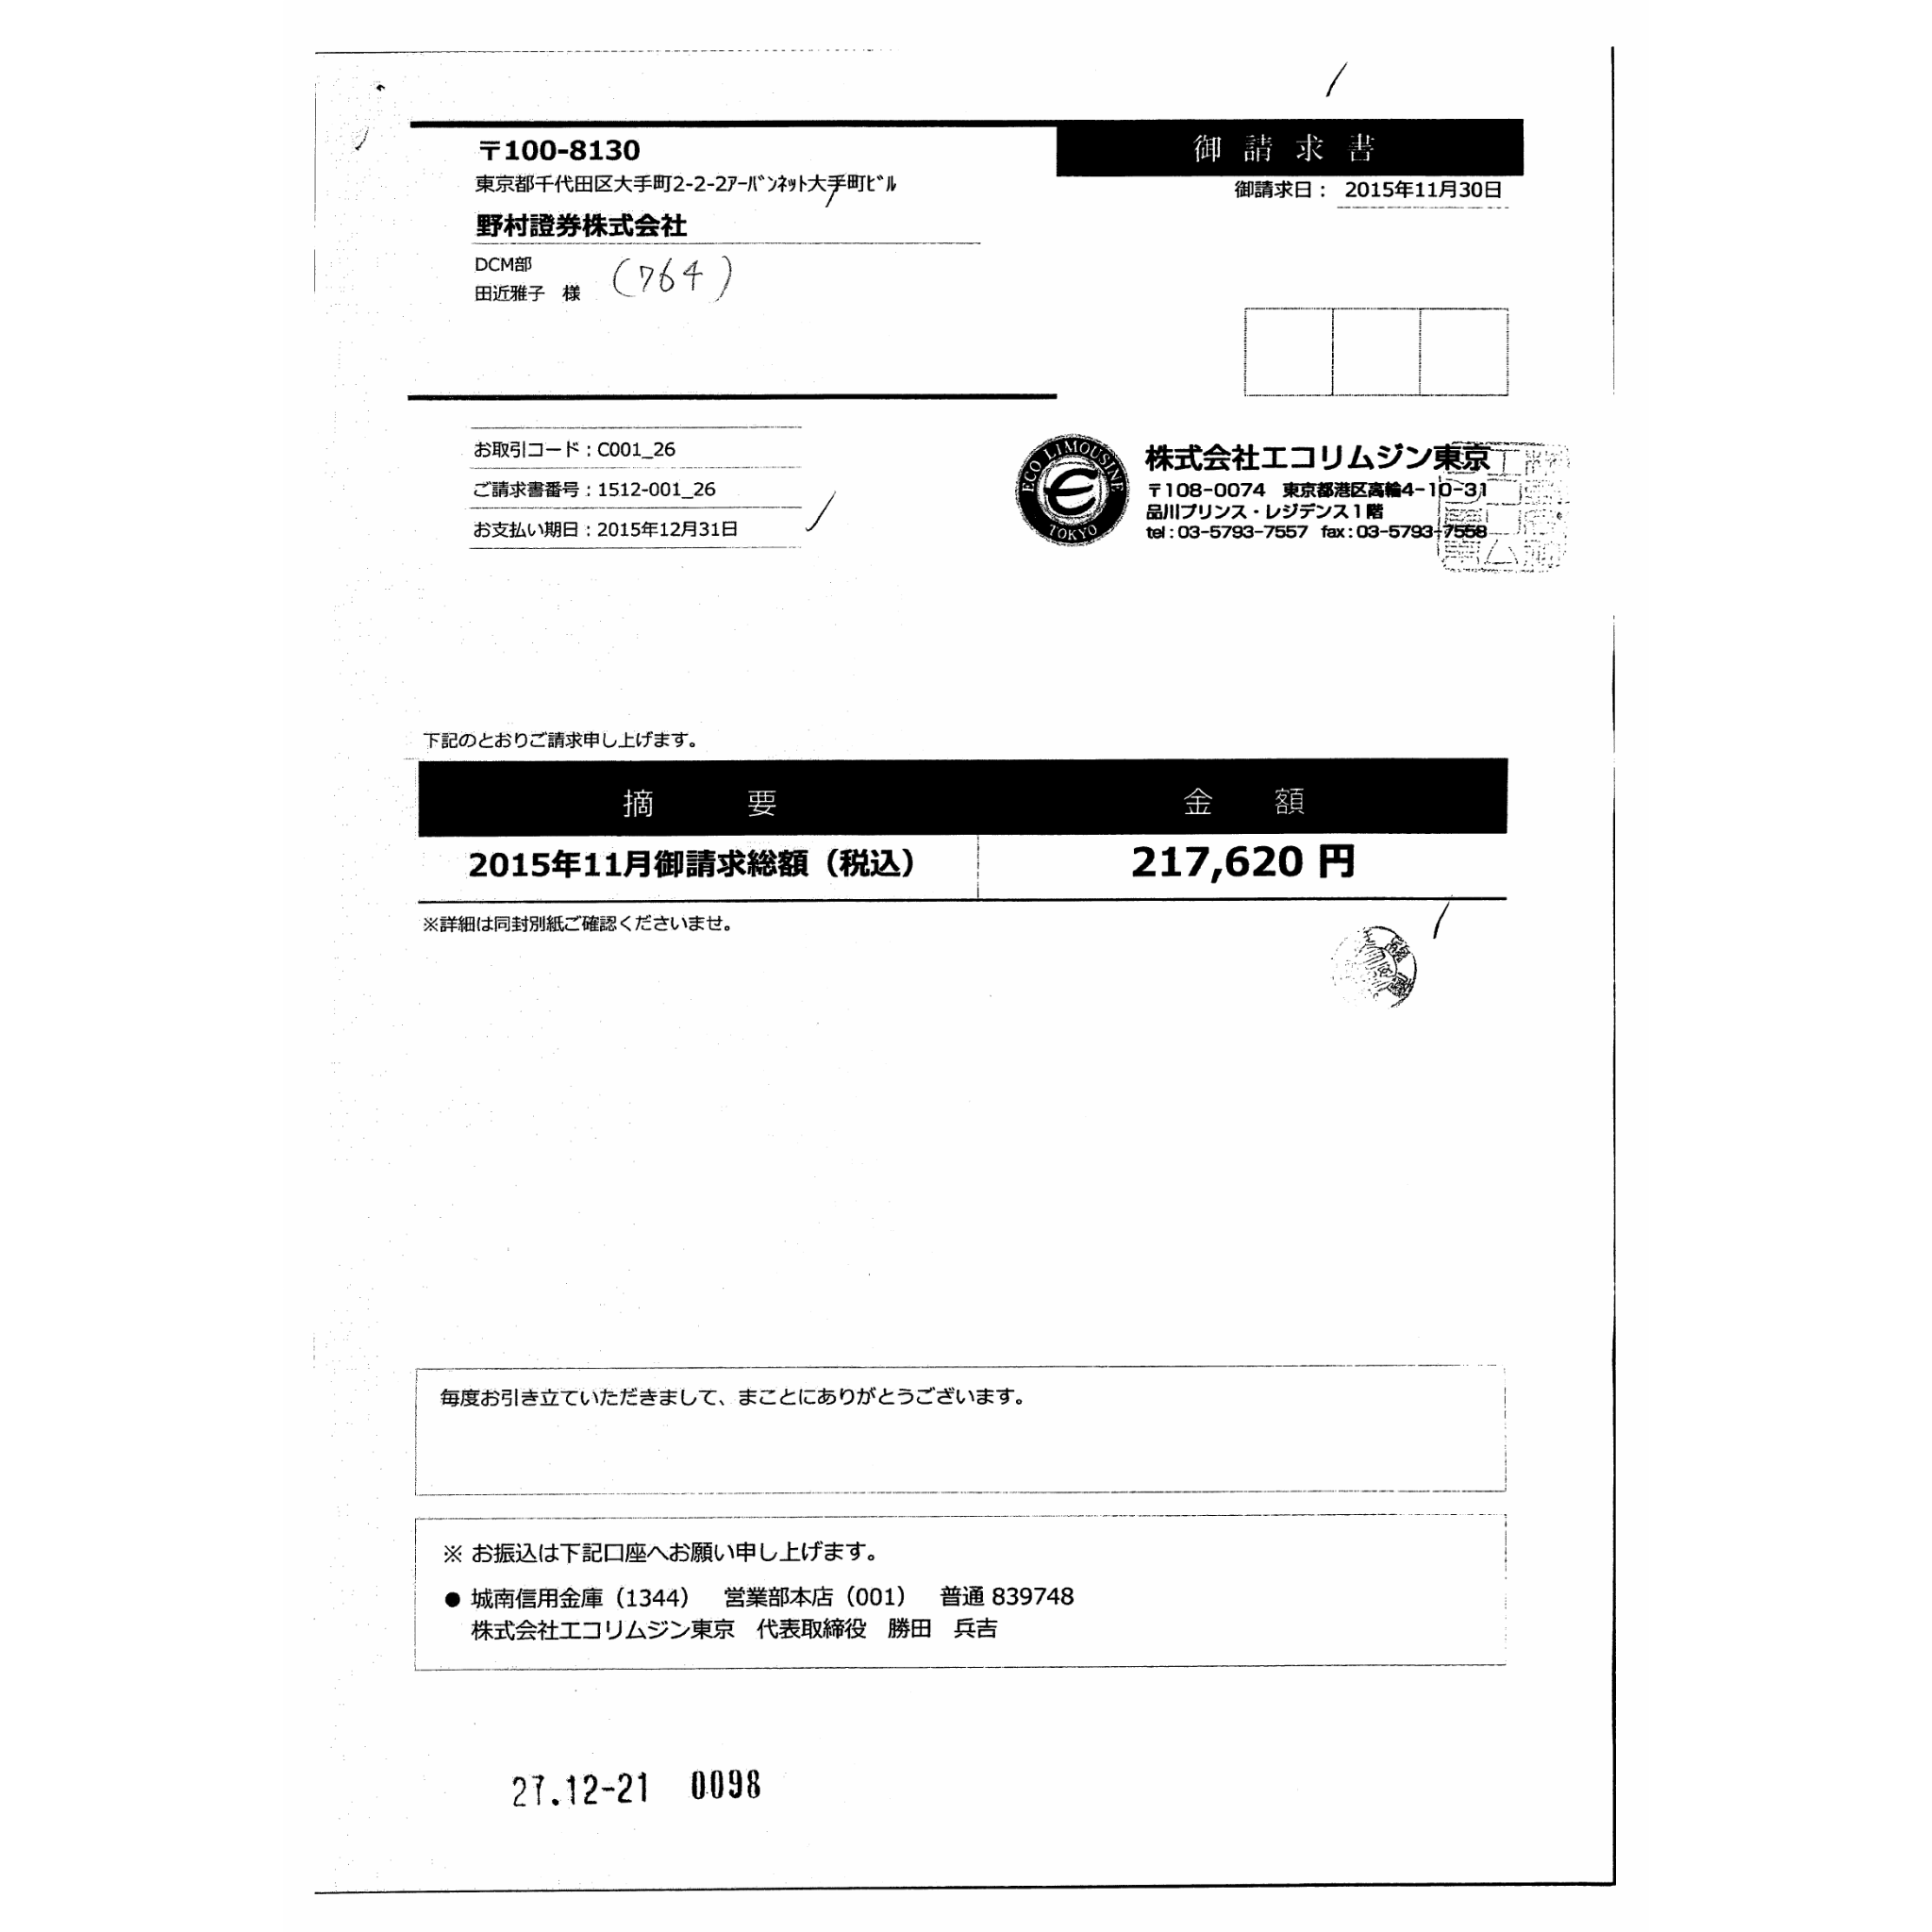 御請求書
〒100-8130
東京都千代田区大手町2-2-2ｱｰﾊﾞﾝﾈｯﾄ大手町ﾋﾞﾙ
御請求日： 2015年11月30日
野村證券株式会社
DCM部
田近雅子 様
(764)
お取引コード：C001_26
ご請求書番号：1512-001_26
お支払い期日：2015年12月31日
ECO LIMOUSINE
TOKYO
株式会社エコリムジン東京
〒108-0074 東京都港区高輪4-10-31
品川プリンス・レジデンス1階
tel：03-5793-7557 fax：03-5793-7558
下記のとおりご請求申し上げます。
摘要 金額
2015年11月御請求総額（税込） 217,620 円
※詳細は同封別紙ご確認くださいませ。
毎度お引き立ていただきまして、まことにありがとうございます。
※ お振込は下記口座へお願い申し上げます。
● 城南信用金庫（1344） 営業部本店（001） 普通 839748
株式会社エコリムジン東京 代表取締役 勝田 兵吉
27.12-21 0098